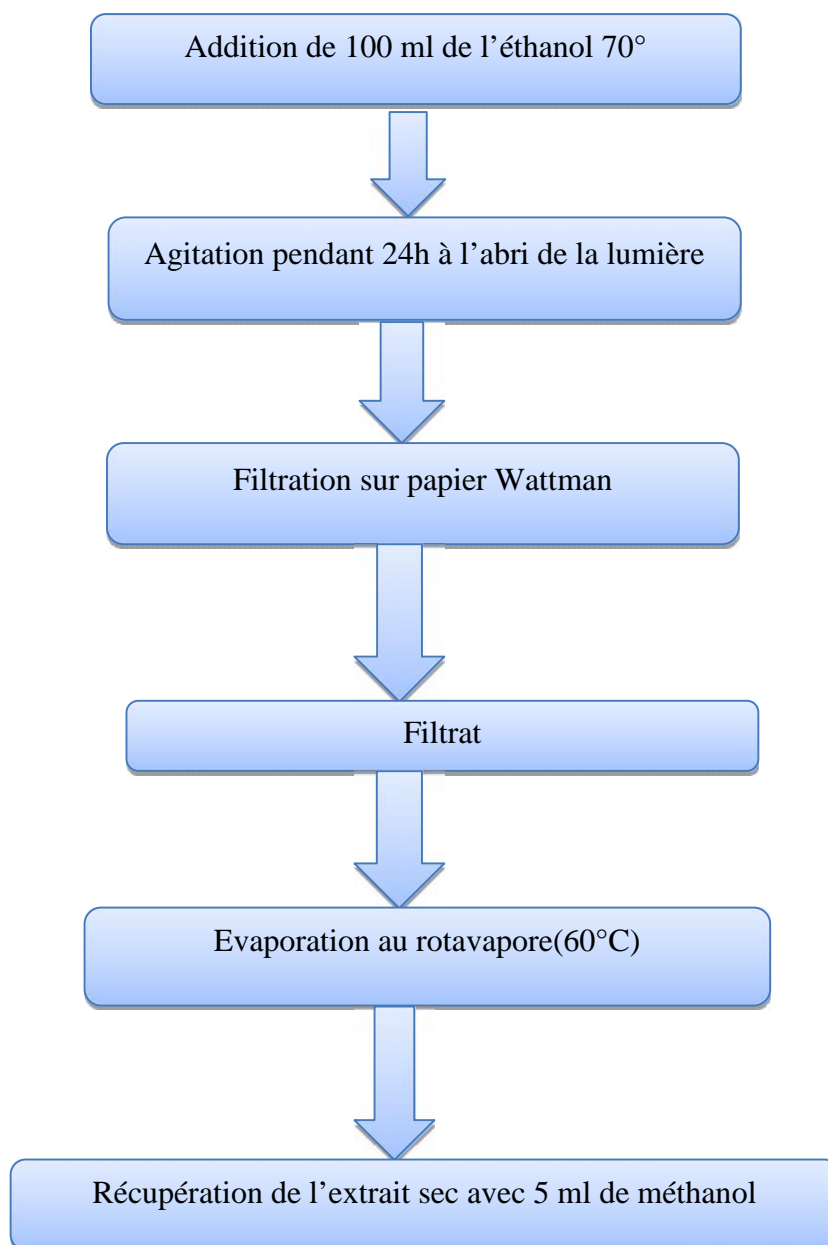 Addition de 100 ml de l’éthanol 70°
Agitation pendant 24h à l’abri de la lumière
Filtration sur papier Wattman
Filtrat
Evaporation au rotavapore(60°C)
Récupération de l’extrait sec avec 5 ml de méthanol